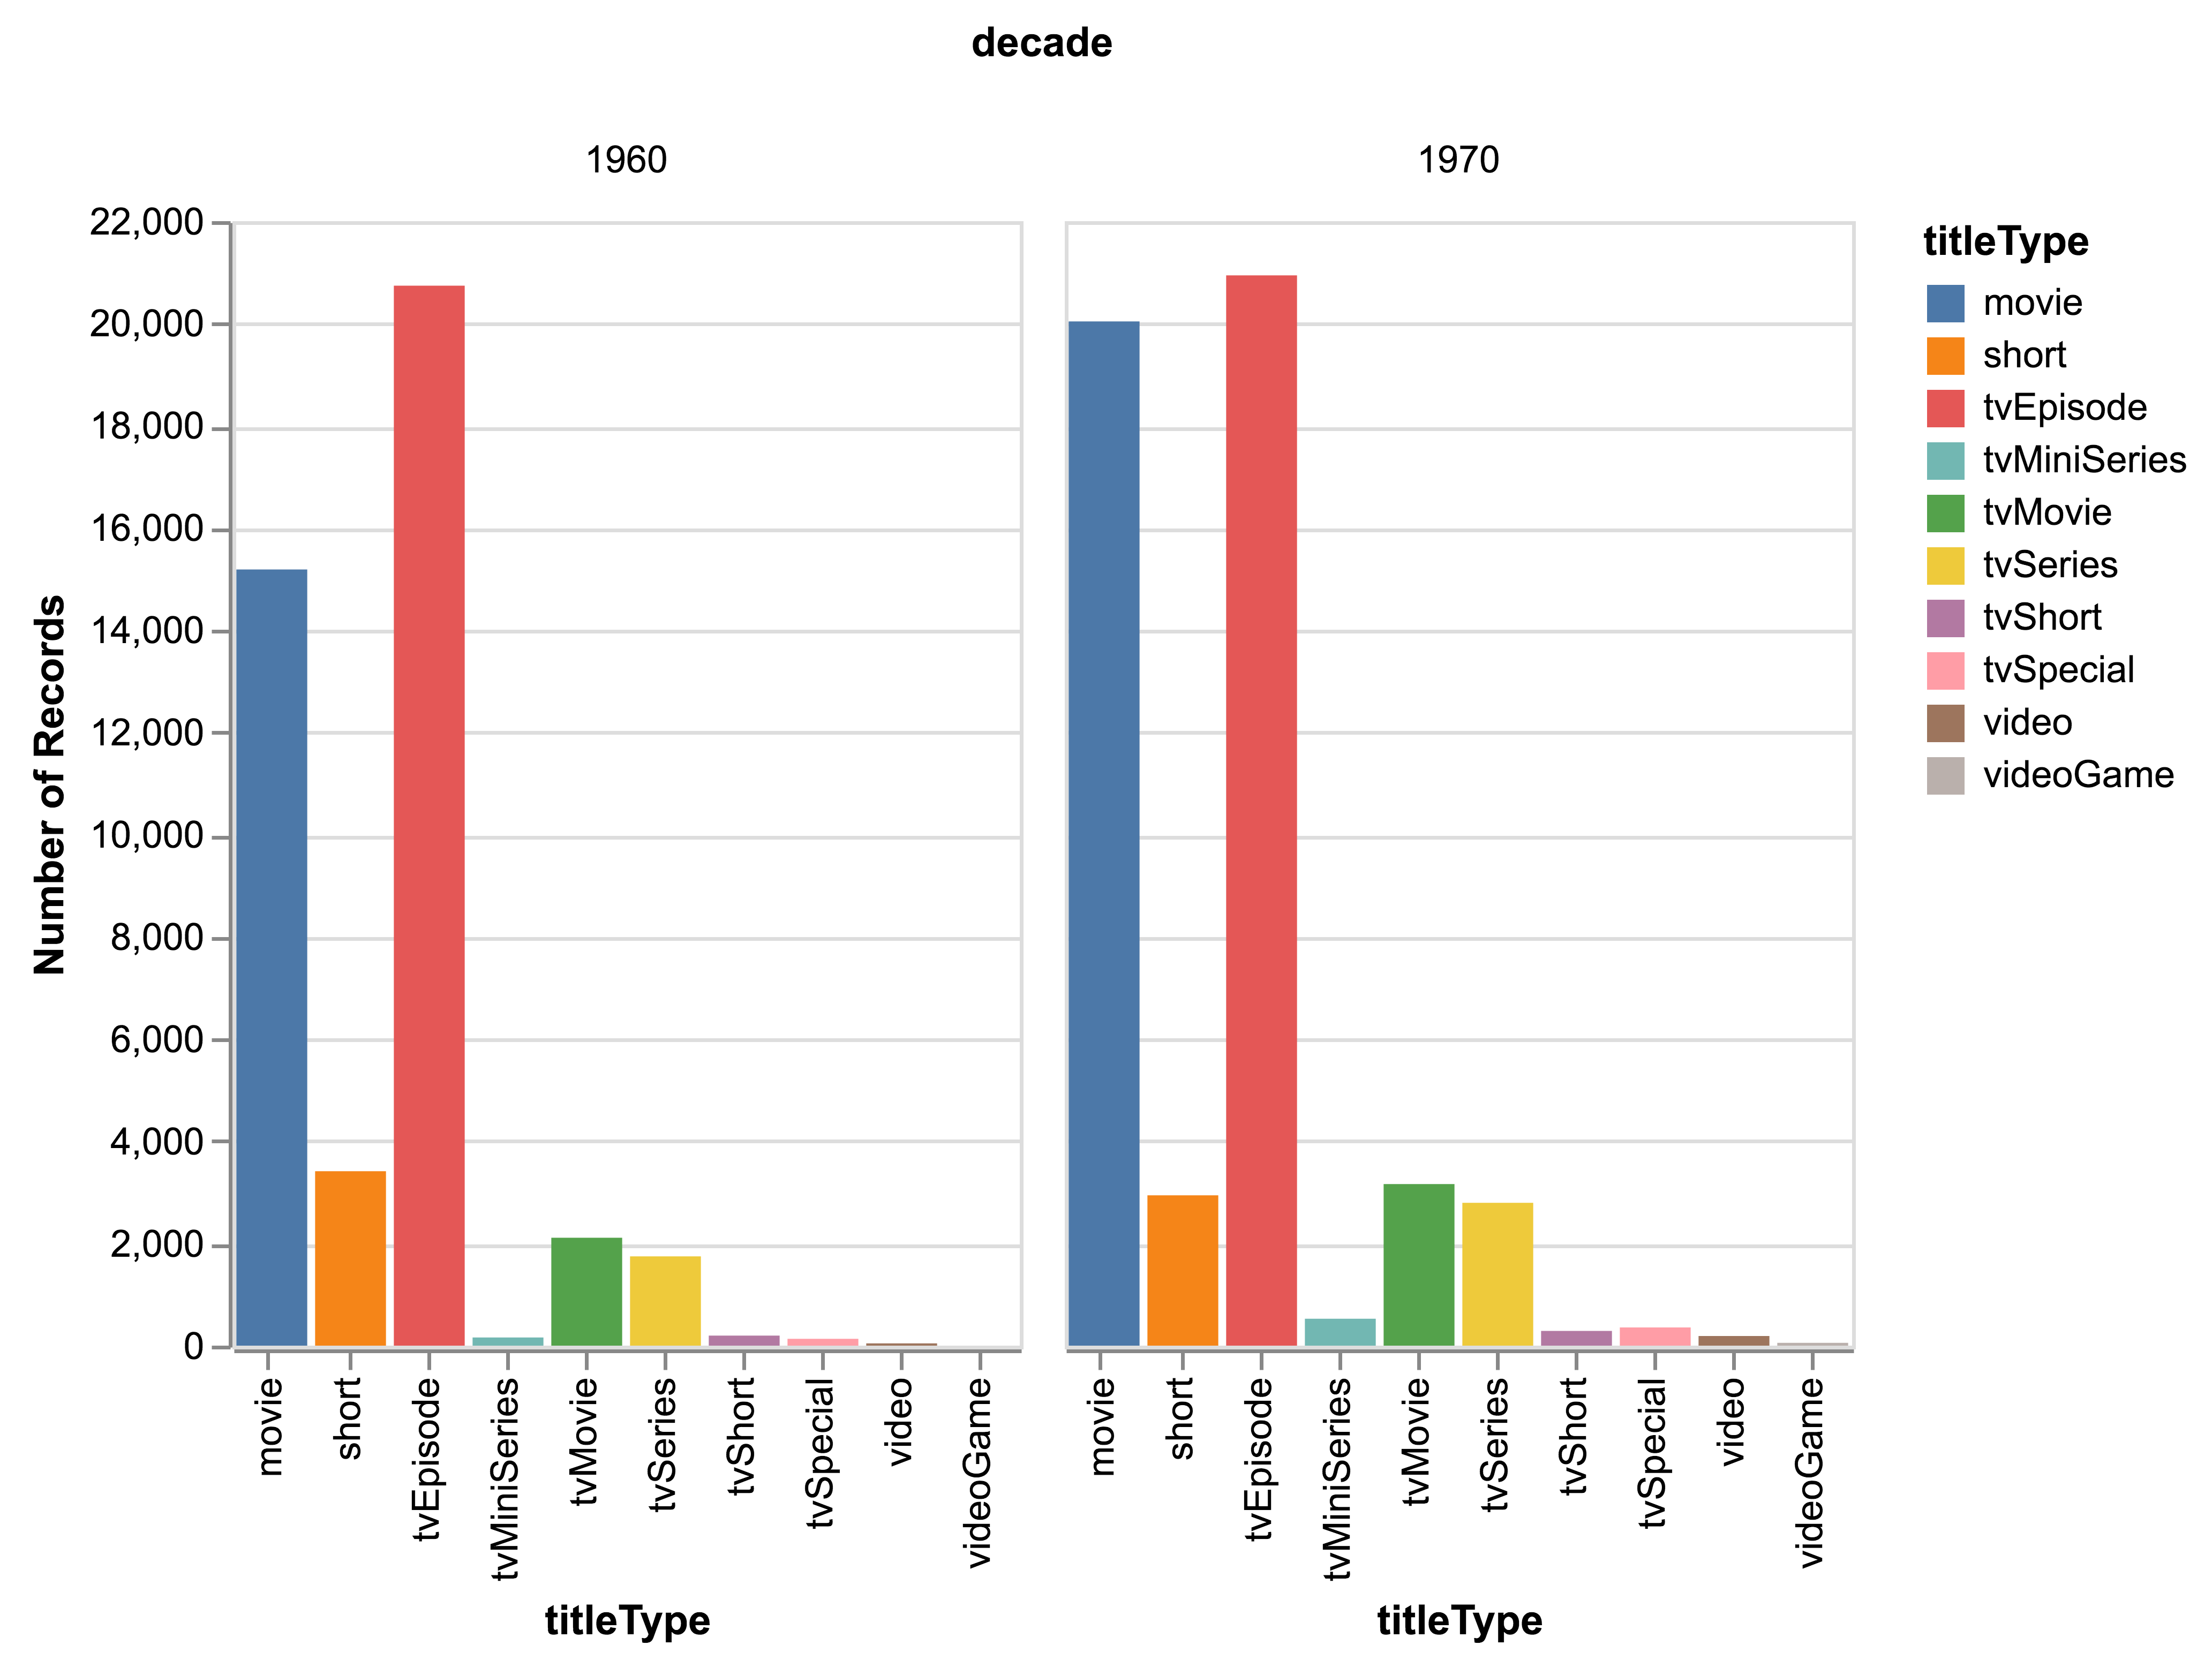 decade
1960
1970
22,000
20,000
18,000
16,000
14,000
12,000
10,000
8,000
6,000
4,000
2,000
0
Number of Records
movie
short
tvEpisode
tvMiniSeries
tvMovie
tvSeries
tvShort
tvSpecial
video
videoGame
titleType
movie
short
tvEpisode
tvMiniSeries
tvMovie
tvSeries
tvShort
tvSpecial
video
videoGame
titleType
titleType
movie
short
tvEpisode
tvMiniSeries
tvMovie
tvSeries
tvShort
tvSpecial
video
videoGame